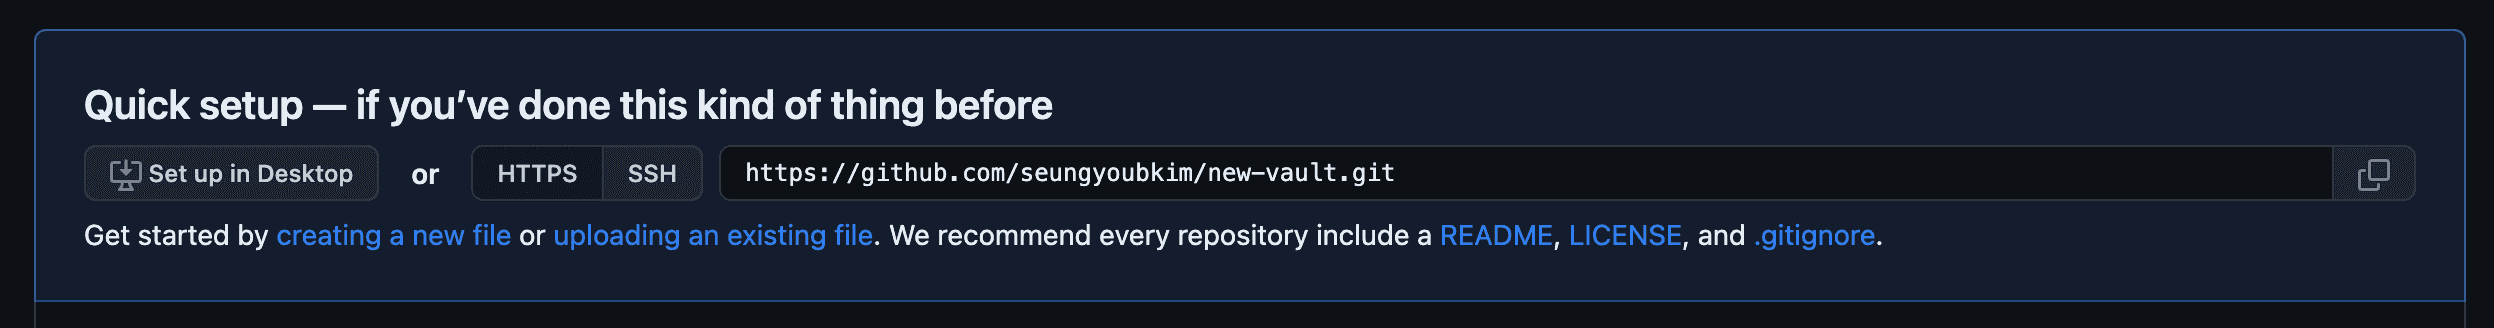 Quick setup — if you’ve done this kind of thing before
Set up in Desktop or HTTPS SSH https://github.com/seungyoubkim/new-vault.git
Get started by creating a new file or uploading an existing file. We recommend every repository include a README, LICENSE, and .gitignore.